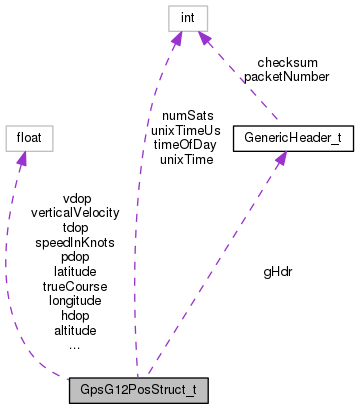 int
checksum
packetNumber
numSats
unixTimeUs
timeOfDay
unixTime
float
GenericHeader_t
vdop
verticalVelocity
tdop
speedInKnots
pdop
latitude
trueCourse
longitude
hdop
altitude
...
gHdr
GpsG12PosStruct_t